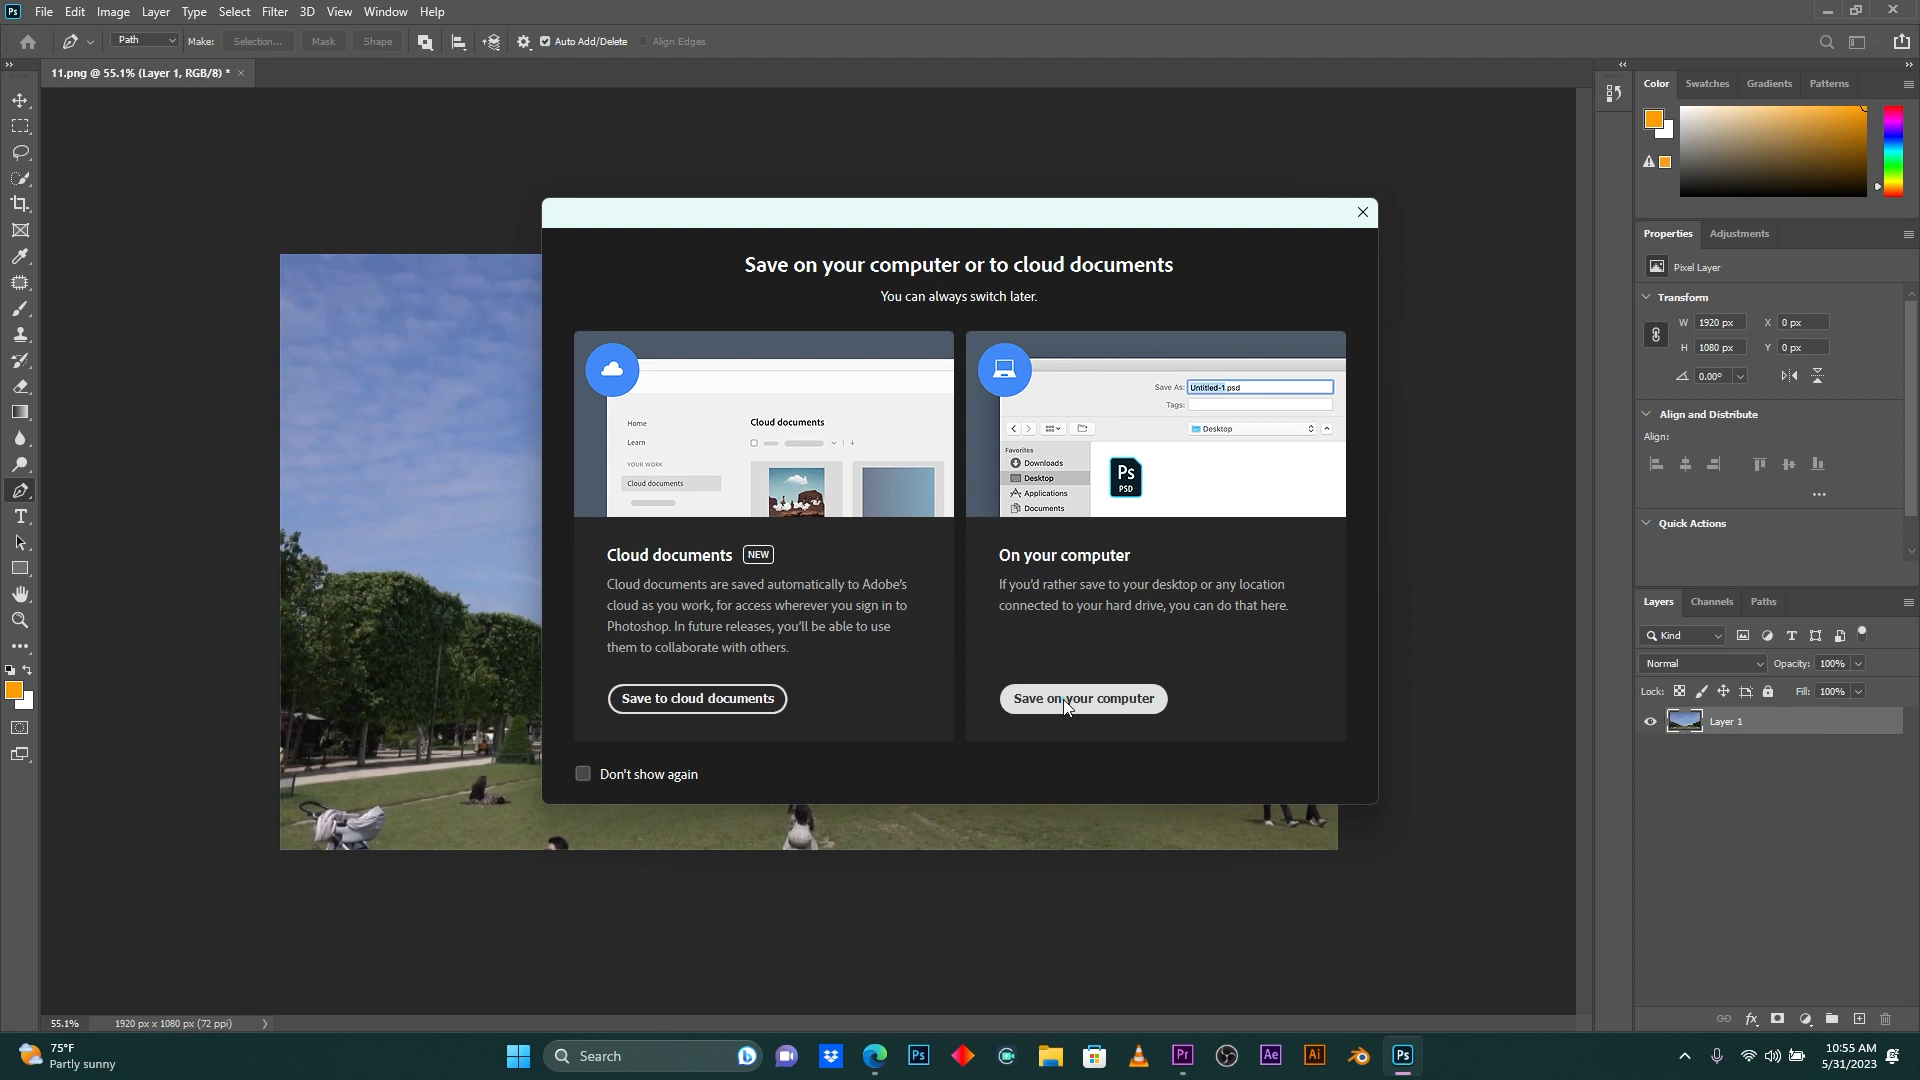 Ps File Edit Image Layer Type Select Filter 3D View Window Help
Path Make: Selection... Mask Shape Auto Add/Delete Align Edges
11.png @ 55.1% (Layer 1, RGB/8) *
Color Swatches Gradients Patterns
Save on your computer or to cloud documents
You can always switch later.
Home
Learn
YOUR WORK
Cloud documents
Cloud documents
Save As: Untitled-1.psd
Tags:
Desktop
Favorites
Downloads
Desktop
Applications
Documents
Ps
PSD
Cloud documents NEW
Cloud documents are saved automatically to Adobe's
cloud as you work, for access wherever you sign in to
Photoshop. In future releases, you'll be able to use
them to collaborate with others.
Save to cloud documents
On your computer
If you'd rather save to your desktop or any location
connected to your hard drive, you can do that here.
Save on your computer
Don't show again
Properties Adjustments
Pixel Layer
Transform
W 1920 px X 0 px
H 1080 px Y 0 px
0.00°
Align and Distribute
Align:
Quick Actions
Layers Channels Paths
Kind
Normal Opacity: 100%
Lock: Fill: 100%
Layer 1
55.1% 1920 px x 1080 px (72 ppi)
75°F
Partly sunny
Search
Ps
Pr
Ae
Ai
Ps
10:55 AM
5/31/2023